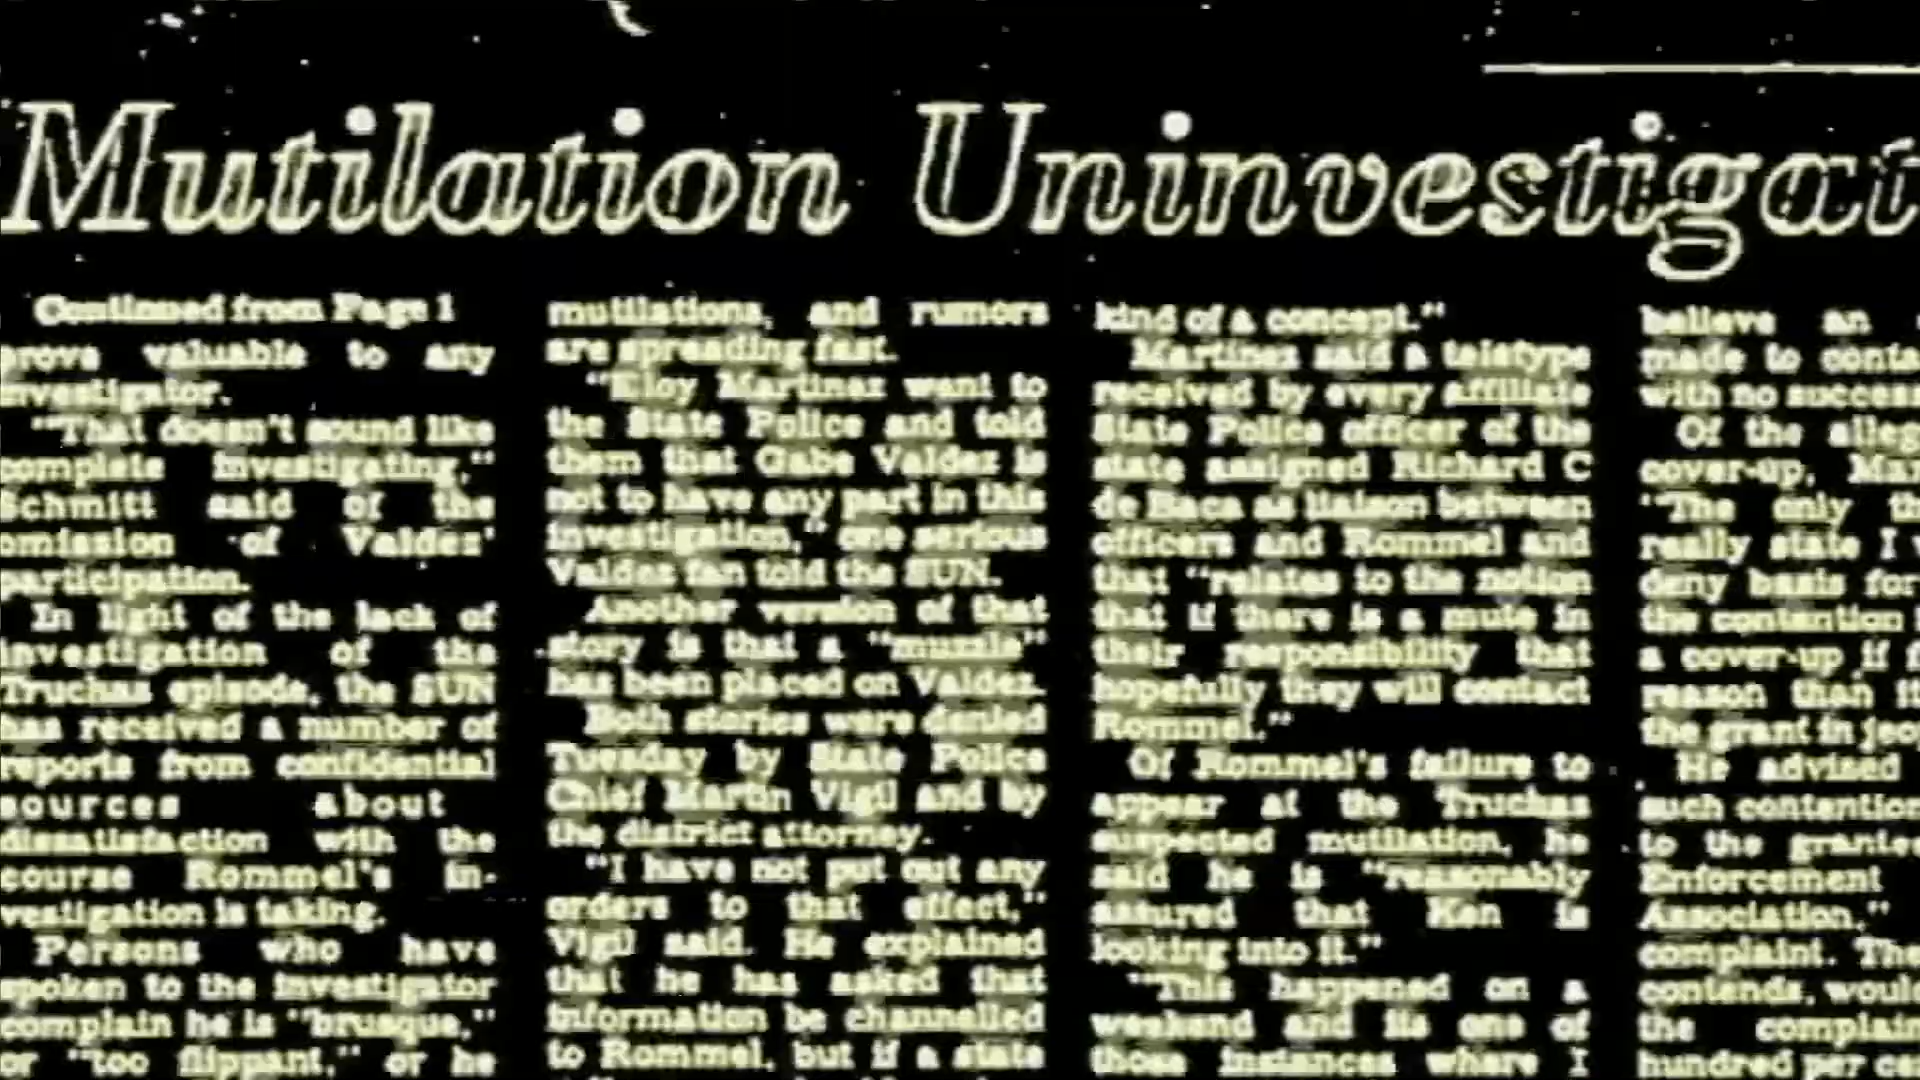 Mutilation Uninvestigat
Continued from Page 1
prove valuable to any
investigator.
"That doesn't sound like
complete investigating,"
Schmitt said of the
omission of Valdez'
participation.
In light of the lack of
investigation of the
Truchas episode, the SUN
has received a number of
reports from confidential
sources about
dissatisfaction with the
course Rommel's in-
vestigation is taking.
Persons who have
spoken to the investigator
complain he is "brusque,"
or "too flippant," or he
mutilations, and rumors
are spreading fast.
"Eloy Martinez want to
the State Police and told
them that Gabe Valdez is
not to have any part in this
investigation," one serious
Valdez fan told the SUN.
Another version of that
story is that a "muzzle"
has been placed on Valdez.
Both stories were denied
Tuesday by State Police
Chief Martin Vigil and by
the district attorney.
"I have not put out any
orders to that effect,"
Vigil said. He explained
that he has asked that
information be channelled
to Rommel, but if a state
kind of a concept."
Martinez said a teletype
received by every affiliate
State Police officer of the
state assigned Richard C
de Baca as liaison between
officers and Rommel and
that "relates to the notion
that if there is a mute in
their responsibility that
hopefully they will contact
Rommel."
Of Rommel's failure to
appear at the Truchas
suspected mutilation, he
said he is "reasonably
assured that Ken is
looking into it."
"This happened on a
weekend and its one of
those instances where I
believe an
made to conta
with no success
Of the alleg
cover-up, Mar
"The only th
really state I w
deny basis for
the contention
a cover-up if f
reason than it
the grant in jeop
He advised
such contention
to the grante
Enforcement
Association."
complaint. The
contends, would
the complain
hundred per cen